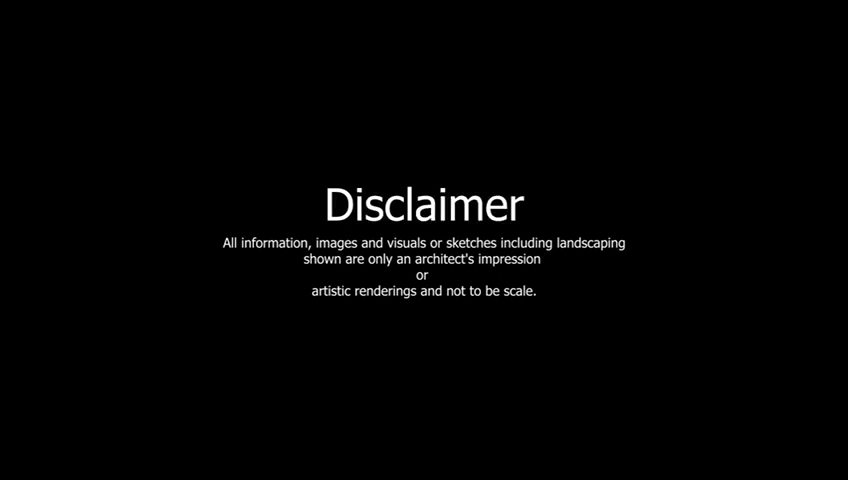 Disclaimer
All information, images and visuals or sketches including landscaping
shown are only an architect's impression
or
artistic renderings and not to be scale.